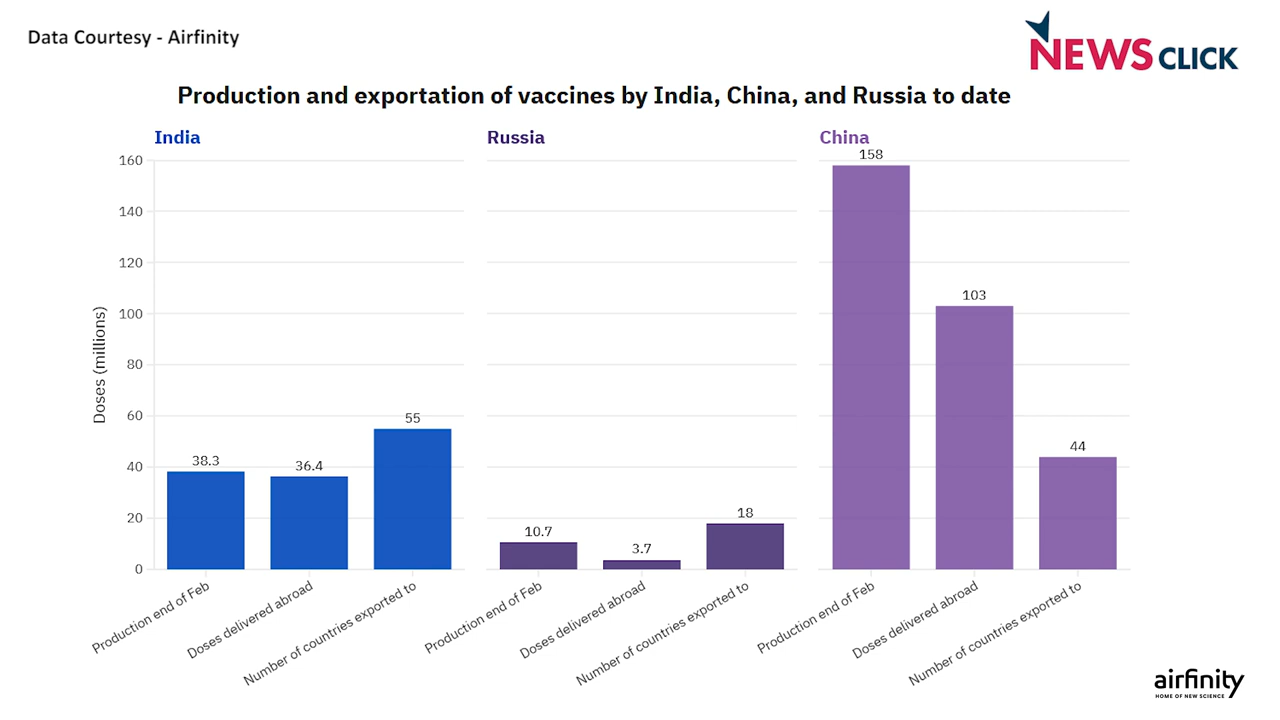 Data Courtesy - Airfinity
NEWSCLICK
Production and exportation of vaccines by India, China, and Russia to date
India
Russia
China
Doses (millions)
160
140
120
100
80
60
40
20
0
38.3
36.4
55
10.7
3.7
18
158
103
44
Production end of Feb
Doses delivered abroad
Number of countries exported to
Production end of Feb
Doses delivered abroad
Number of countries exported to
Production end of Feb
Doses delivered abroad
Number of countries exported to
airfinity
HOME OF NEW SCIENCE